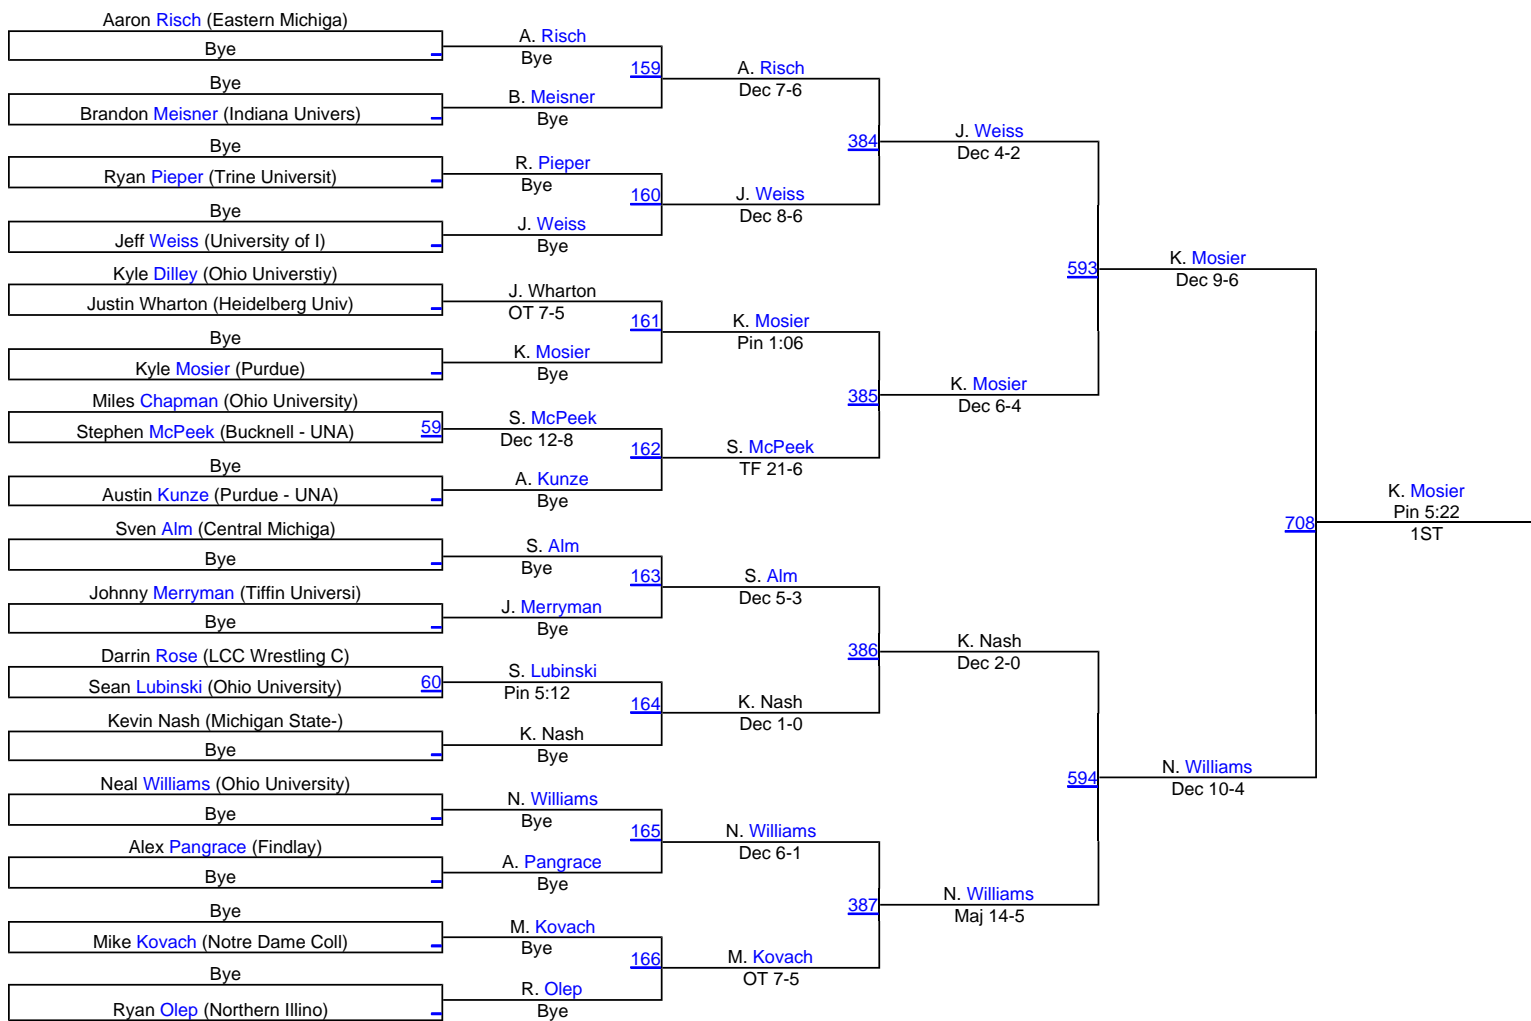 Aaron Risch (Eastern Michiga)
Bye
Bye
Brandon Meisner (Indiana Univers)
Bye
Ryan Pieper (Trine Universit)
Bye
Jeff Weiss (University of I)
Kyle Dilley (Ohio Universtiy)
Justin Wharton (Heidelberg Univ)
Bye
Kyle Mosier (Purdue)
Miles Chapman (Ohio University)
Stephen McPeek (Bucknell - UNA)
59
Bye
Austin Kunze (Purdue - UNA)
Sven Alm (Central Michiga)
Bye
Johnny Merryman (Tiffin Universi)
Bye
Darrin Rose (LCC Wrestling C)
Sean Lubinski (Ohio University)
60
Kevin Nash (Michigan State-)
Bye
Neal Williams (Ohio University)
Bye
Alex Pangrace (Findlay)
Bye
Bye
Mike Kovach (Notre Dame Coll)
Bye
Ryan Olep (Northern Illino)
A. Risch
Bye
159
B. Meisner
Bye
R. Pieper
Bye
160
J. Weiss
Bye
J. Wharton
OT 7-5
161
K. Mosier
Bye
S. McPeek
Dec 12-8
162
A. Kunze
Bye
S. Alm
Bye
163
J. Merryman
Bye
S. Lubinski
Pin 5:12
164
K. Nash
Bye
N. Williams
Bye
165
A. Pangrace
Bye
M. Kovach
Bye
166
R. Olep
Bye
A. Risch
Dec 7-6
384
J. Weiss
Dec 8-6
K. Mosier
Pin 1:06
385
S. McPeek
TF 21-6
S. Alm
Dec 5-3
386
K. Nash
Dec 1-0
N. Williams
Dec 6-1
387
M. Kovach
OT 7-5
J. Weiss
Dec 4-2
593
K. Mosier
Dec 6-4
K. Nash
Dec 2-0
594
N. Williams
Maj 14-5
K. Mosier
Dec 9-6
708
N. Williams
Dec 10-4
K. Mosier
Pin 5:22
1ST